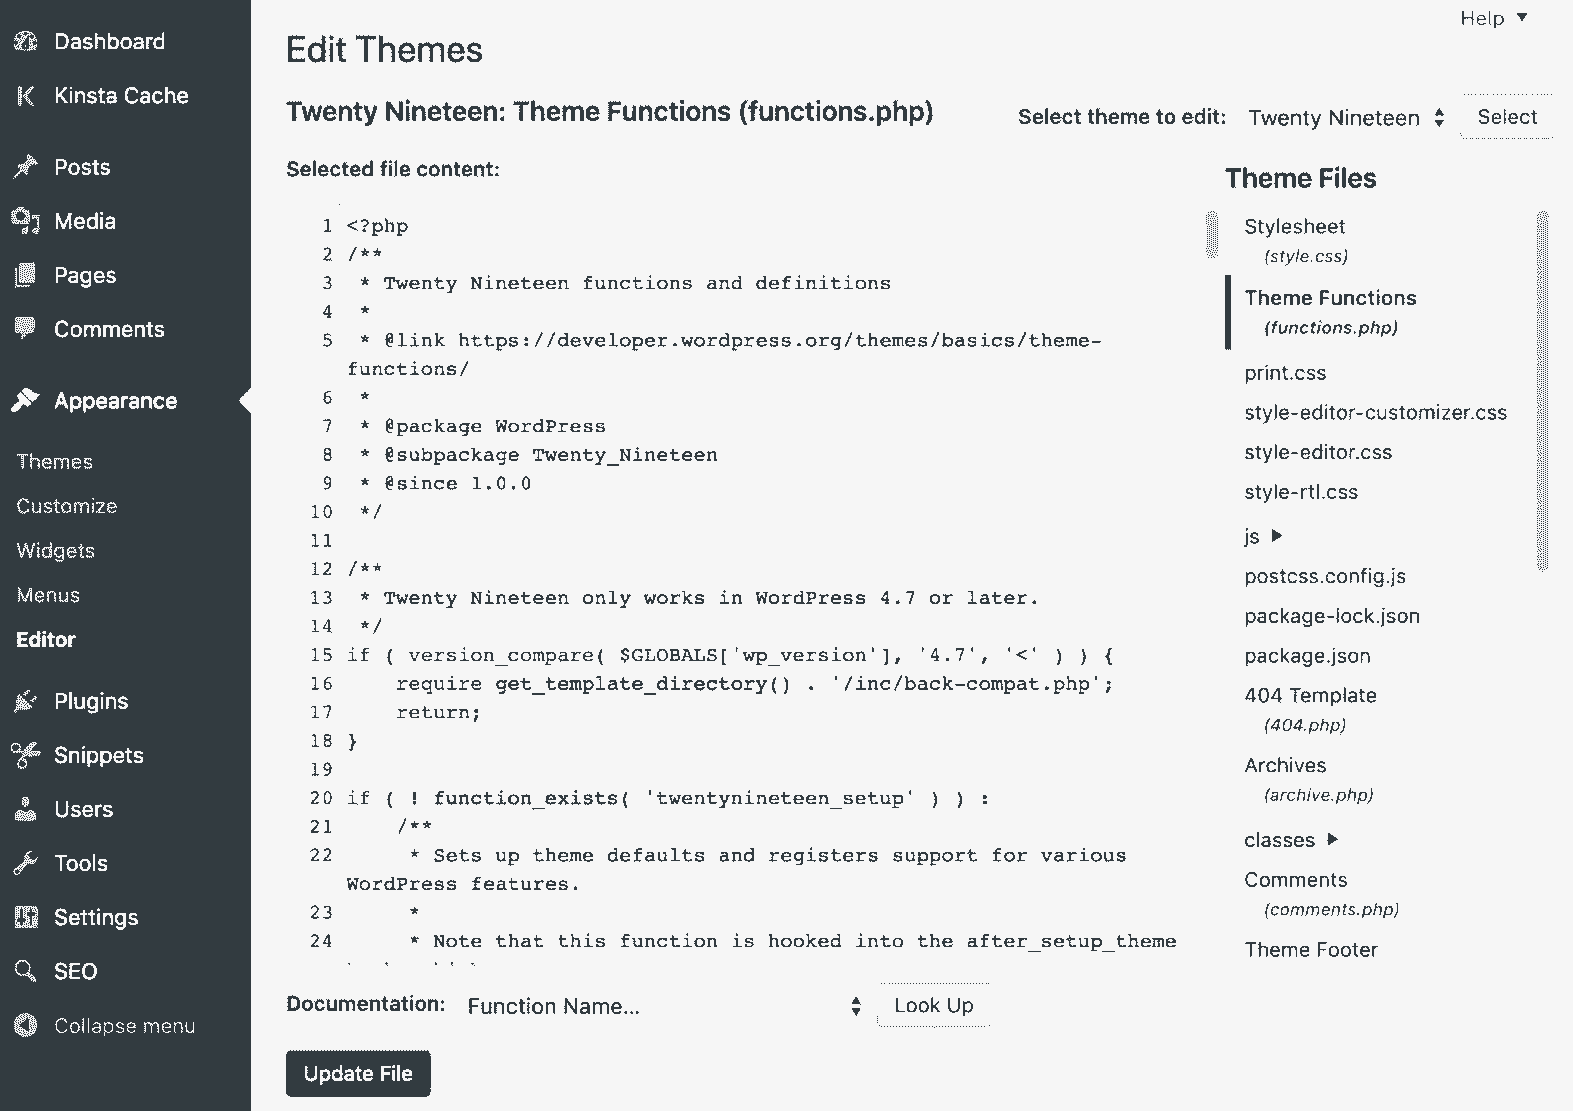 Dashboard
Kinsta Cache
Posts
Media
Pages
Comments
Appearance
Themes
Customize
Widgets
Menus
Editor
Plugins
Snippets
Users
Tools
Settings
SEO
Collapse menu
Help ▼
Edit Themes
Twenty Nineteen: Theme Functions (functions.php)
Select theme to edit: Twenty Nineteen Select
Selected file content:
1 <?php
2 /**
3  * Twenty Nineteen functions and definitions
4  *
5  * @link https://developer.wordpress.org/themes/basics/theme-
functions/
6  *
7  * @package WordPress
8  * @subpackage Twenty_Nineteen
9  * @since 1.0.0
10  */
11
12 /**
13  * Twenty Nineteen only works in WordPress 4.7 or later.
14  */
15 if ( version_compare( $GLOBALS['wp_version'], '4.7', '<' ) ) {
16     require get_template_directory() . '/inc/back-compat.php';
17     return;
18 }
19
20 if ( ! function_exists( 'twentynineteen_setup' ) ) :
21     /**
22      * Sets up theme defaults and registers support for various
WordPress features.
23      *
24      * Note that this function is hooked into the after_setup_theme
Documentation: Function Name... Look Up
Update File
Theme Files
Stylesheet
(style.css)
Theme Functions
(functions.php)
print.css
style-editor-customizer.css
style-editor.css
style-rtl.css
js ▶
postcss.config.js
package-lock.json
package.json
404 Template
(404.php)
Archives
(archive.php)
classes ▶
Comments
(comments.php)
Theme Footer